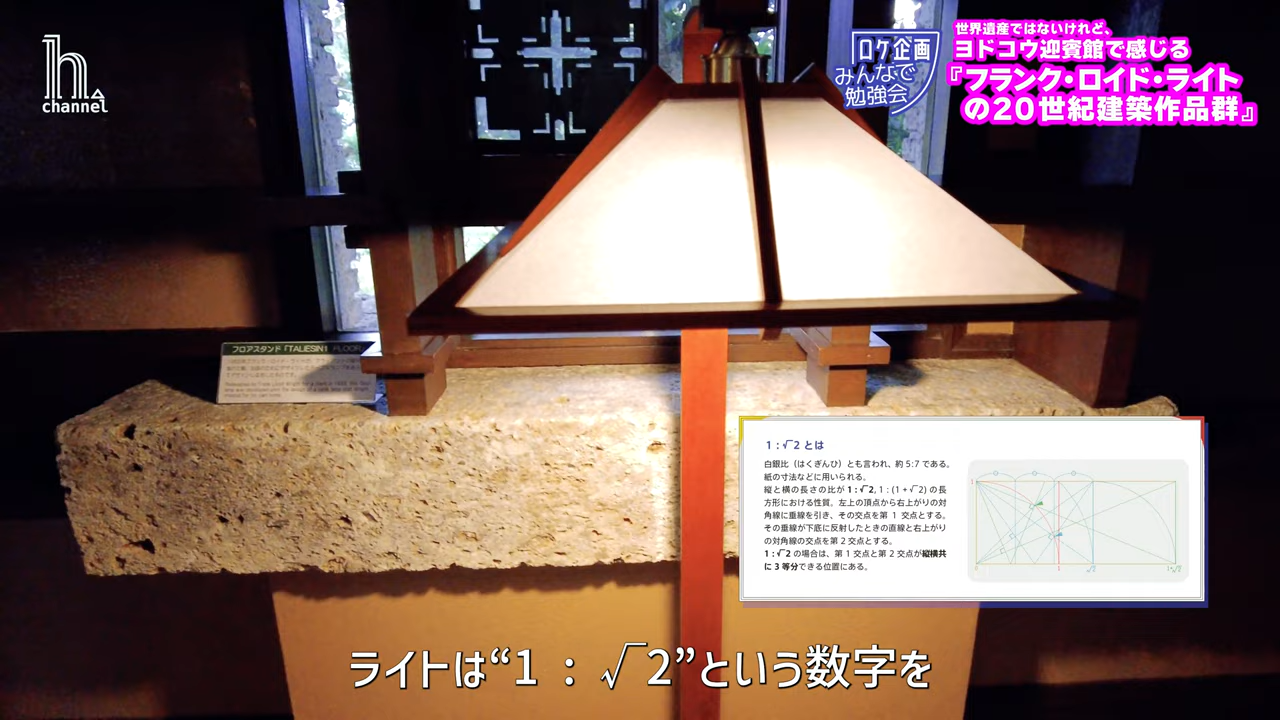 h.
channel
ロケ企画
みんなで
勉強会
世界遺産ではないけれど、
ヨドコウ迎賓館で感じる
『フランク・ロイド・ライト
の20世紀建築作品群』
フロアスタンド「TALIESIN1 FLOOR
1:√2 とは
白銀比(はくぎんひ)とも言われ、約 5:7 である。
紙の寸法などに用いられる。
縦と横の長さの比が 1:√2, 1:(1+√2) の長
方形における性質。左上の頂点から右上がりの対
角線に垂線を引き、その交点を第 1 交点とする。
その垂線が下底に反射したときの直線と右上がり
の対角線の交点を第 2 交点とする。
1:√2 の場合は、第 1 交点と第 2 交点が縦横共
に 3 等分できる位置にある。
ライトは“1：√2”という数字を